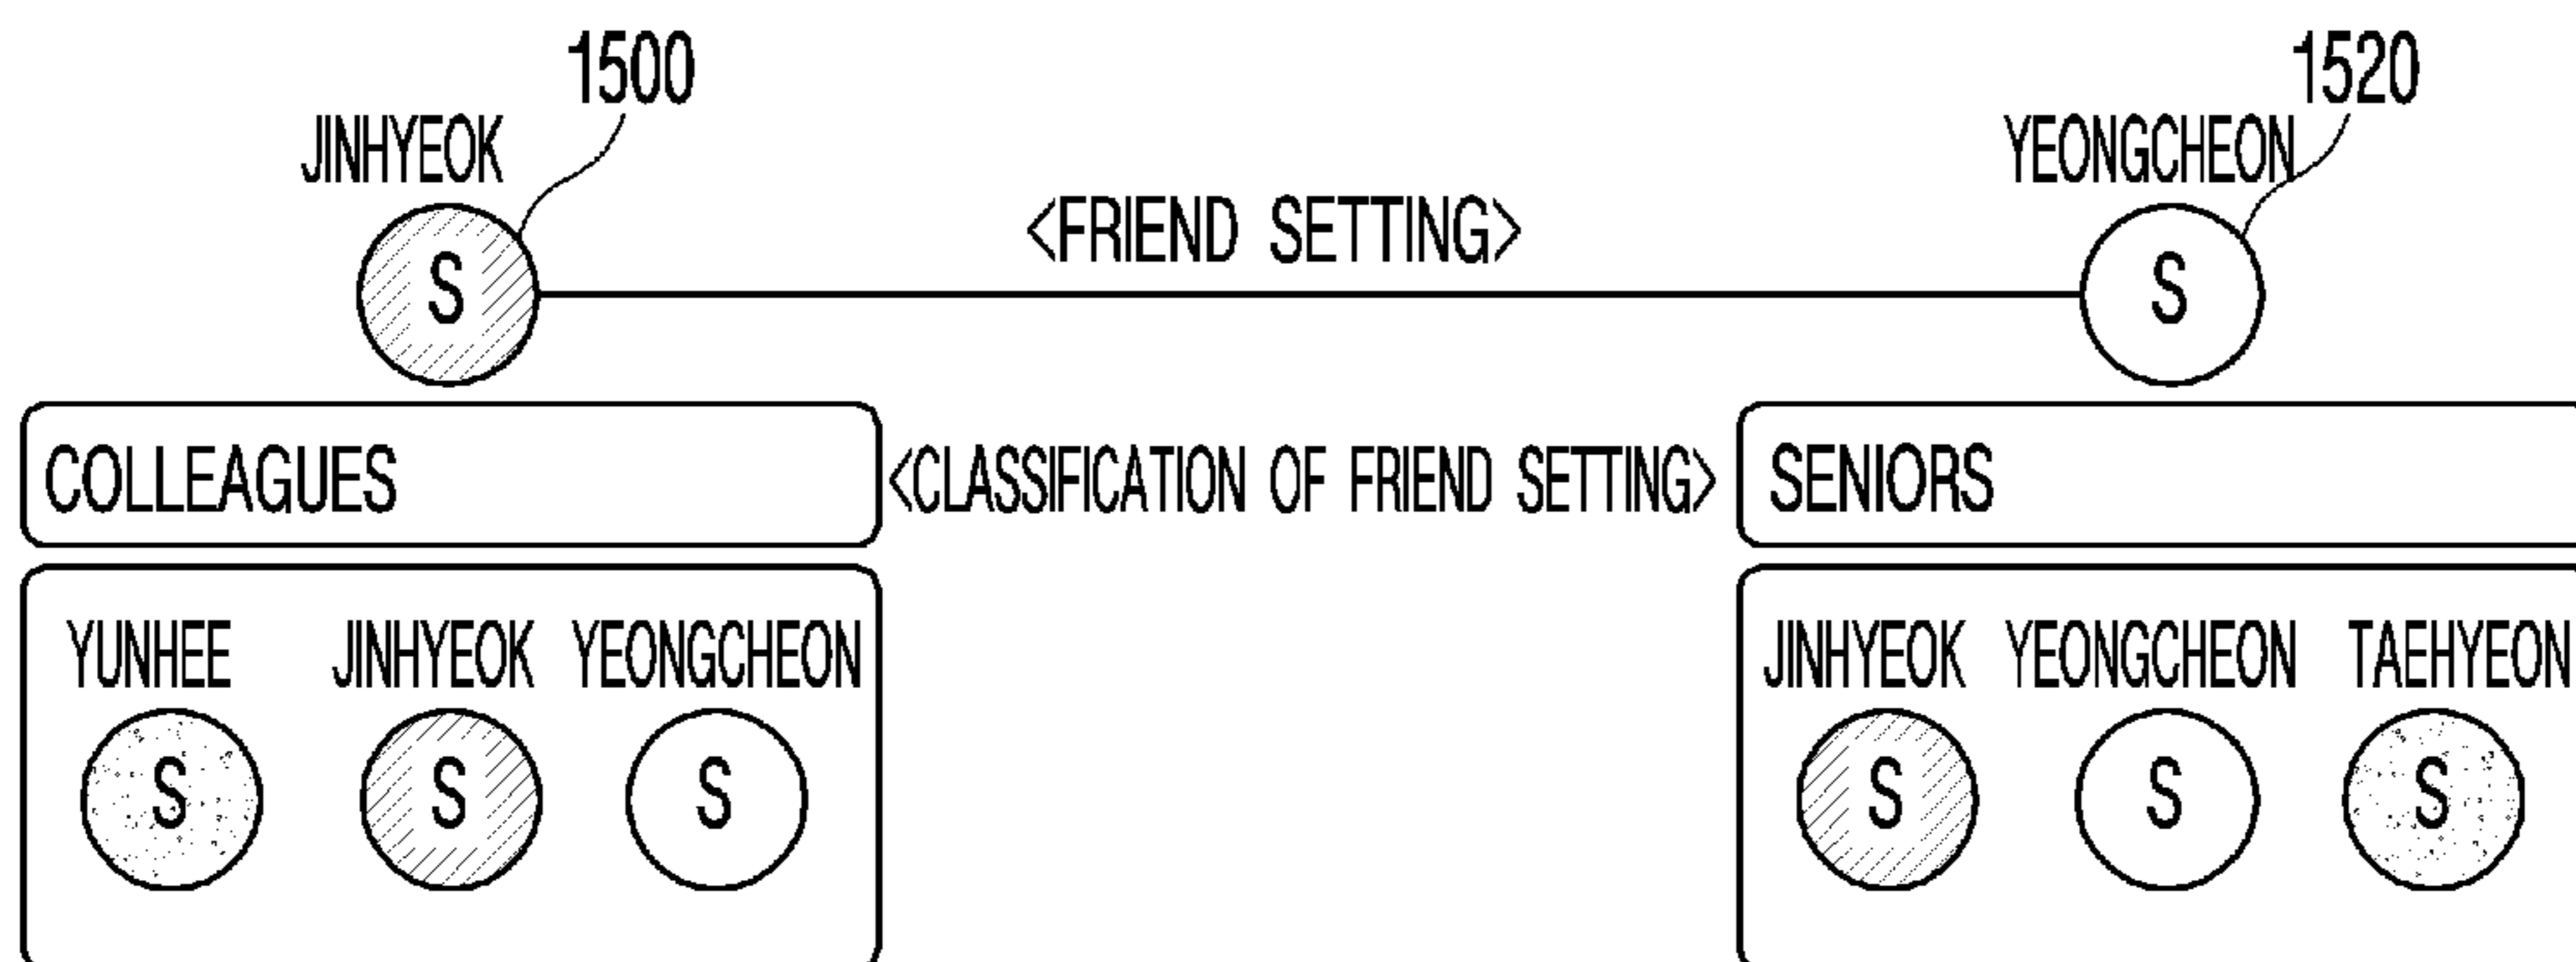 1500 1520
JINHYEOK YEONGCHEON
<FRIEND SETTING>
S S
COLLEAGUES <CLASSIFICATION OF FRIEND SETTING> SENIORS
YUNHEE JINHYEOK YEONGCHEON JINHYEOK YEONGCHEON TAEHYEON
S S S S S S